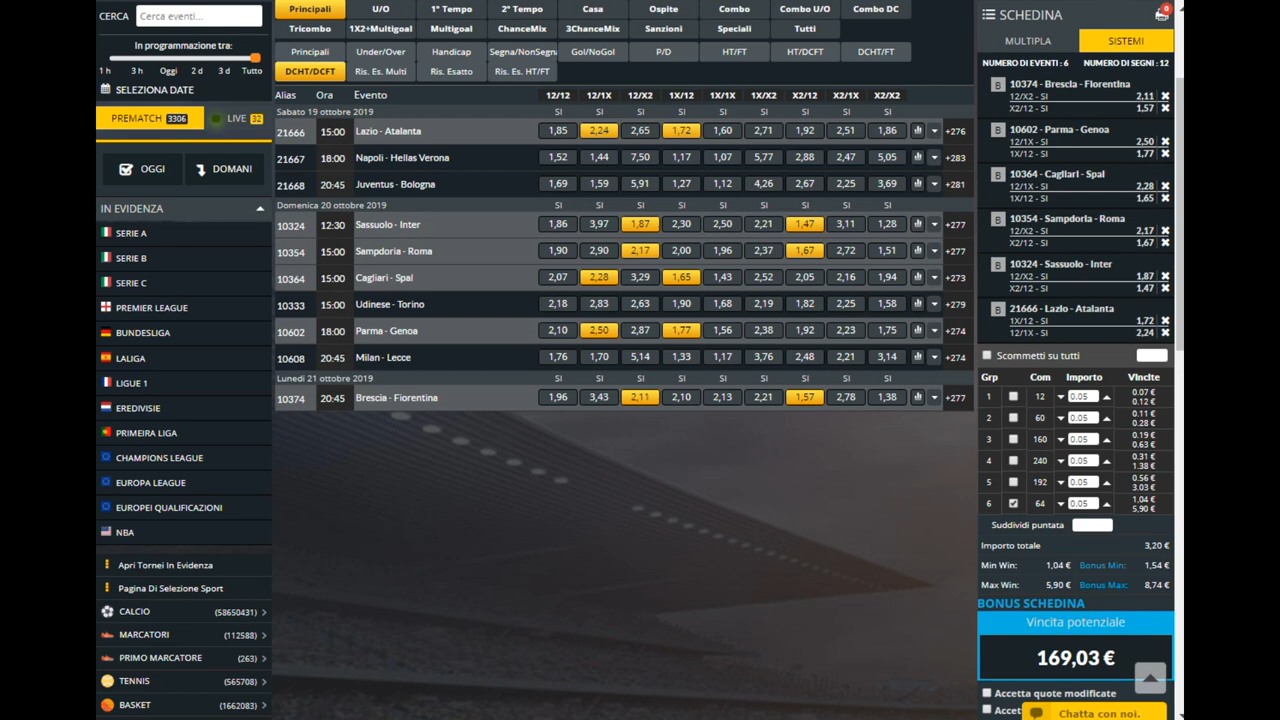 CERCA Cerca eventi...
In programmazione tra:
1 h 3 h Oggi 2 d 3 d Tutto
SELEZIONA DATE
PREMATCH 3306 LIVE 32
OGGI DOMANI
IN EVIDENZA
SERIE A
SERIE B
SERIE C
PREMIER LEAGUE
BUNDESLIGA
LALIGA
LIGUE 1
EREDIVISIE
PRIMEIRA LIGA
CHAMPIONS LEAGUE
EUROPA LEAGUE
EUROPEI QUALIFICAZIONI
NBA
Apri Tornei In Evidenza
Pagina Di Selezione Sport
CALCIO (58650431)
MARCATORI (112588)
PRIMO MARCATORE (263)
TENNIS (565708)
BASKET (1662083)
Principali U/O 1° Tempo 2° Tempo Casa Ospite Combo Combo U/O Combo DC
Tricombo 1X2+Multigoal Multigoal ChanceMix 3ChanceMix Combo Speciali Tutti
Principali Under/Over Handicap Segna/NonSegna Gol/NoGol P/D HT/FT HT/DCFT DCHT/FT
DCHT/DCFT Ris. Es. Multi Ris. Esatto Ris. Es. HT/FT Sanzioni
Alias Ora Evento 12/12 12/1X 12/X2 1X/12 1X/1X 1X/X2 X2/12 X2/1X X2/X2
Sabato 19 ottobre 2019 SI SI SI SI SI SI SI SI SI
21666 15:00 Lazio - Atalanta 1,85 2,24 2,65 1,72 1,60 2,71 1,92 2,51 1,86 +276
21667 18:00 Napoli - Hellas Verona 1,52 1,44 7,50 1,17 1,07 5,77 2,88 2,47 5,05 +283
21668 20:45 Juventus - Bologna 1,69 1,59 5,91 1,27 1,12 4,26 2,67 2,25 3,69 +281
Domenica 20 ottobre 2019 SI SI SI SI SI SI SI SI SI
10324 12:30 Sassuolo - Inter 1,86 3,97 1,87 2,30 2,50 2,21 1,47 3,11 1,28 +277
10354 15:00 Sampdoria - Roma 1,90 2,90 2,17 2,00 1,96 2,37 1,67 2,72 1,51 +277
10364 15:00 Cagliari - Spal 2,07 2,28 3,29 1,65 1,43 2,52 2,05 2,16 1,94 +273
10333 15:00 Udinese - Torino 2,18 2,83 2,63 1,90 1,68 2,19 1,82 2,25 1,58 +279
10602 18:00 Parma - Genoa 2,10 2,50 2,87 1,77 1,56 2,38 1,92 2,23 1,75 +274
10608 20:45 Milan - Lecce 1,76 1,70 5,14 1,33 1,17 3,76 2,48 2,21 3,14 +274
Lunedi 21 ottobre 2019 SI SI SI SI SI SI SI SI SI
10374 20:45 Brescia - Fiorentina 1,96 3,43 2,11 2,10 2,13 2,21 1,57 2,78 1,38 +277
SCHEDINA 0
MULTIPLA SISTEMI
NUMERO DI EVENTI: 6 NUMERO DI SEGNI: 12
B 10374 - Brescia - Fiorentina
12/X2 - SI 2,11
X2/12 - SI 1,57
B 10602 - Parma - Genoa
12/1X - SI 2,50
1X/12 - SI 1,77
B 10364 - Cagliari - Spal
12/1X - SI 2,28
1X/12 - SI 1,65
B 10354 - Sampdoria - Roma
12/X2 - SI 2,17
X2/12 - SI 1,67
B 10324 - Sassuolo - Inter
12/X2 - SI 1,87
X2/12 - SI 1,47
B 21666 - Lazio - Atalanta
1X/12 - SI 1,72
12/1X - SI 2,24
Scommetti su tutti
Grp Com Importo Vincite
1 12 0.05 0.07 € 0.12 €
2 60 0.05 0.11 € 0.28 €
3 160 0.05 0.19 € 0.63 €
4 240 0.05 0.31 € 1.38 €
5 192 0.05 0.56 € 3.03 €
6 64 0.05 1,04 € 5,90 €
Suddividi puntata
Importo totale 3,20 €
Min Win: 1,04 € Bonus Min: 1,54 €
Max Win: 5,90 € Bonus Max: 8,74 €
BONUS SCHEDINA
Vincita potenziale
169,03 €
Accetta quote modificate
Accet
Chatta con noi.